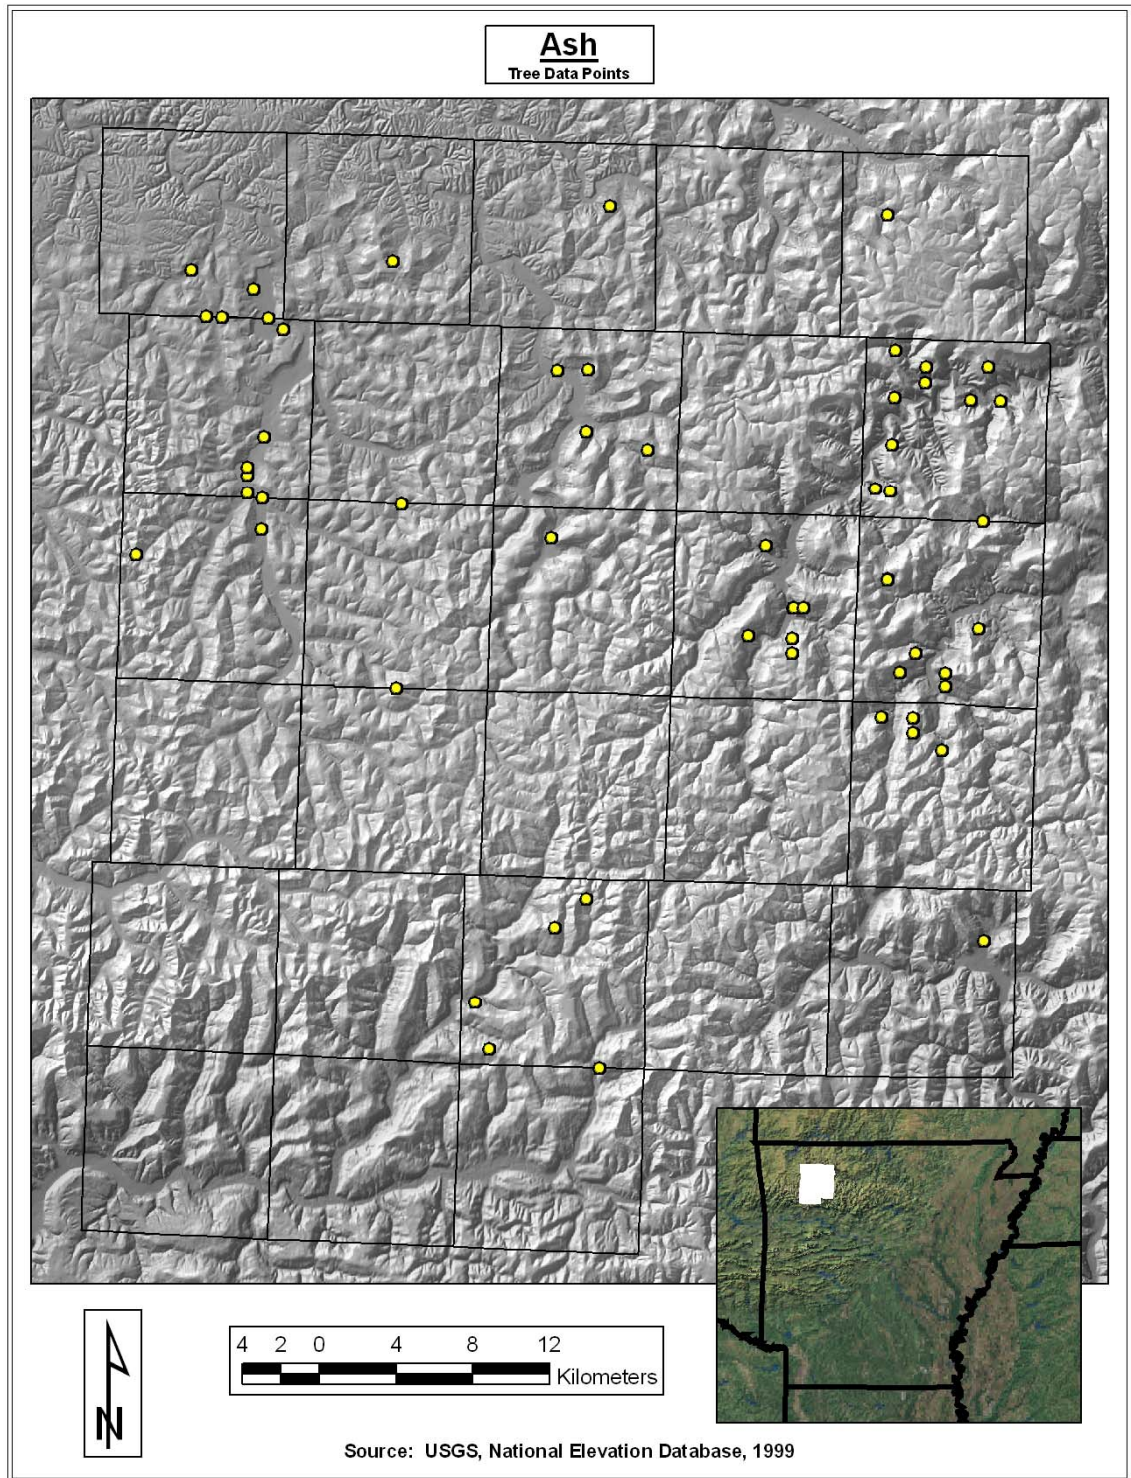 Ash
Tree Data Points
4 2 0 4 8 12
Kilometers
N
Source: USGS, National Elevation Database, 1999